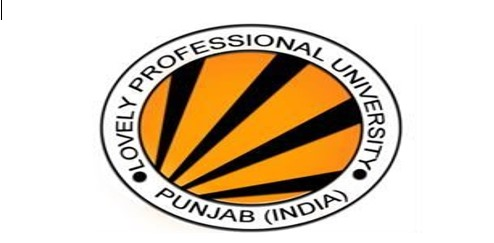 LOVELY PROFESSIONAL UNIVERSITY
PUNJAB (INDIA)